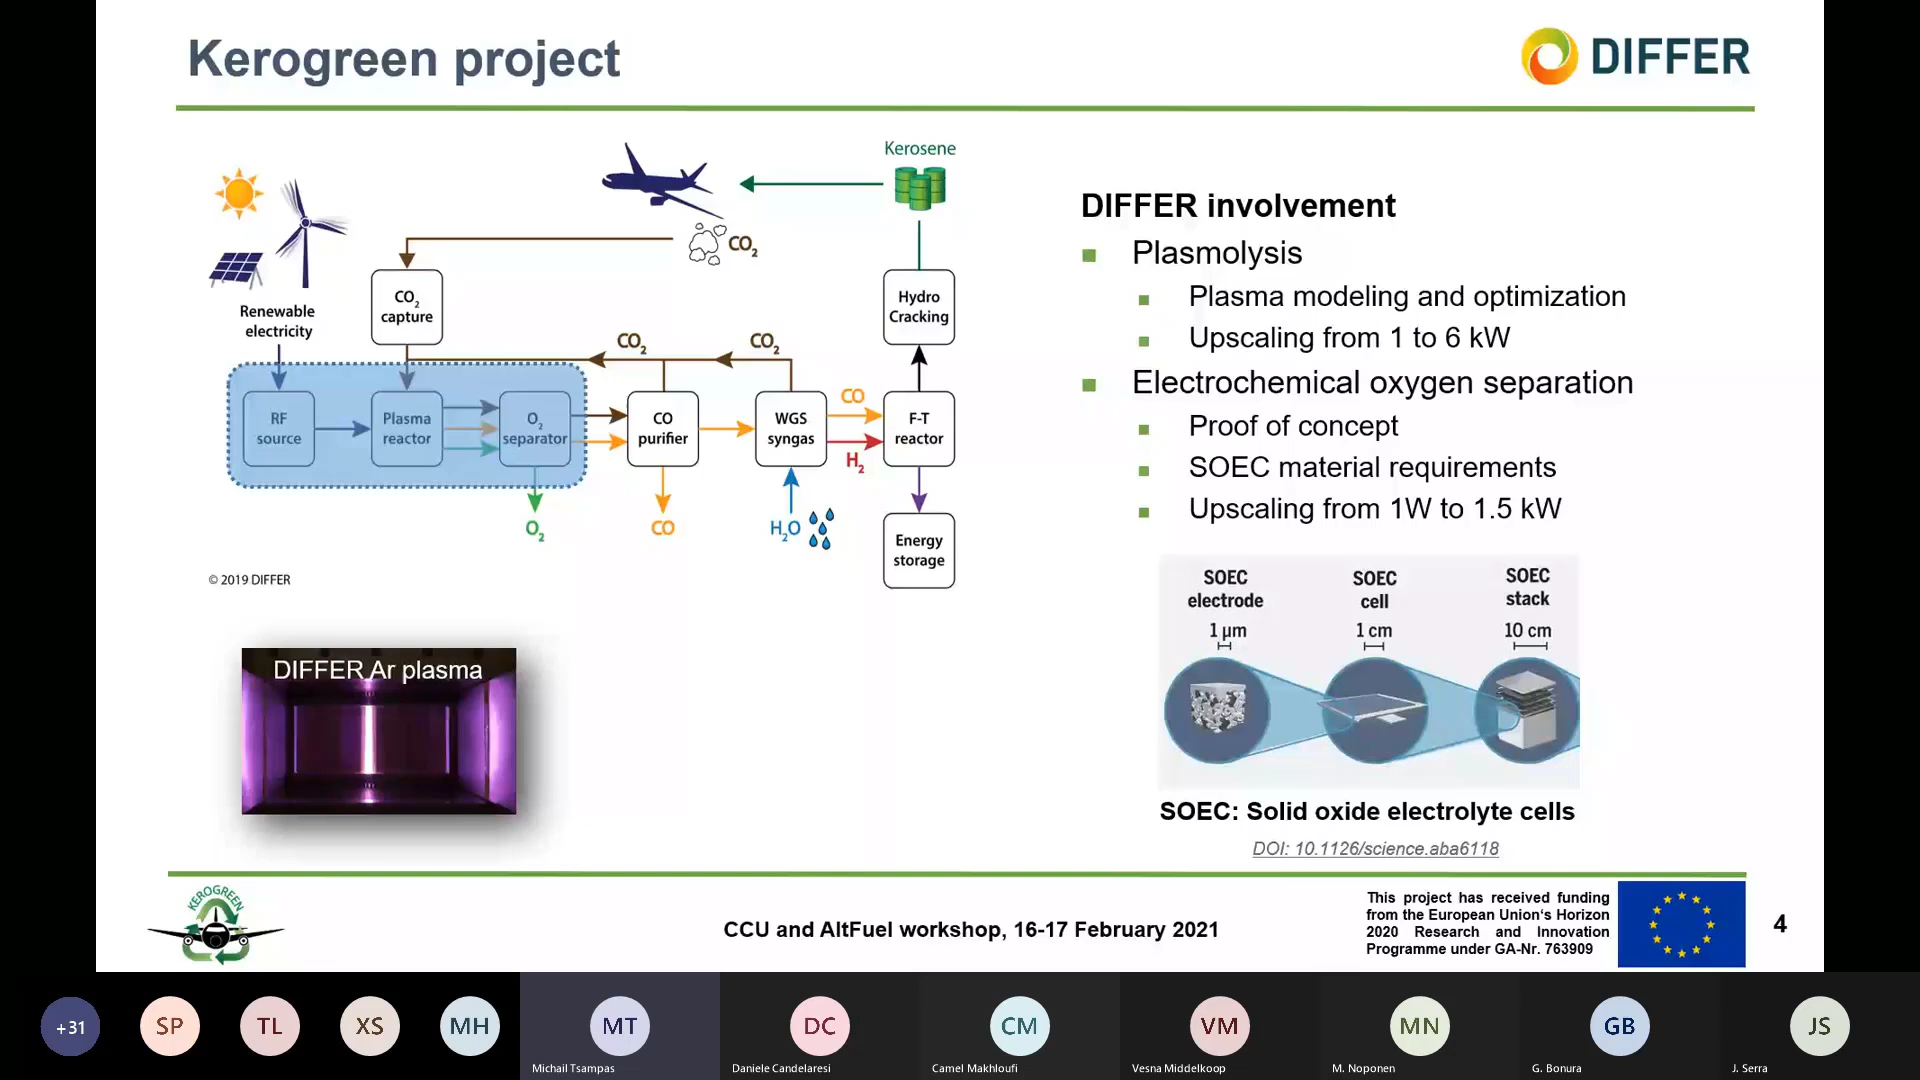 Kerogreen project
DIFFER
Kerosene
CO2
Renewable
electricity
CO2
capture
Hydro
Cracking
CO2
CO2
RF
source
Plasma
reactor
O2
separator
CO
purifier
WGS
syngas
CO
H2
F-T
reactor
O2
CO
H2O
Energy
storage
© 2019 DIFFER
DIFFER Ar plasma
DIFFER involvement
Plasmolysis
Plasma modeling and optimization
Upscaling from 1 to 6 kW
Electrochemical oxygen separation
Proof of concept
SOEC material requirements
Upscaling from 1W to 1.5 kW
SOEC
electrode
1 µm
SOEC
cell
1 cm
SOEC
stack
10 cm
SOEC: Solid oxide electrolyte cells
DOI: 10.1126/science.aba6118
KEROGREEN
CCU and AltFuel workshop, 16-17 February 2021
This project has received funding
from the European Union‘s Horizon
2020 Research and Innovation
Programme under GA-Nr. 763909
4
+31
SP
TL
XS
MH
MT
Michail Tsampas
DC
Daniele Candelaresi
CM
Camel Makhloufi
VM
Vesna Middelkoop
MN
M. Noponen
GB
G. Bonura
JS
J. Serra